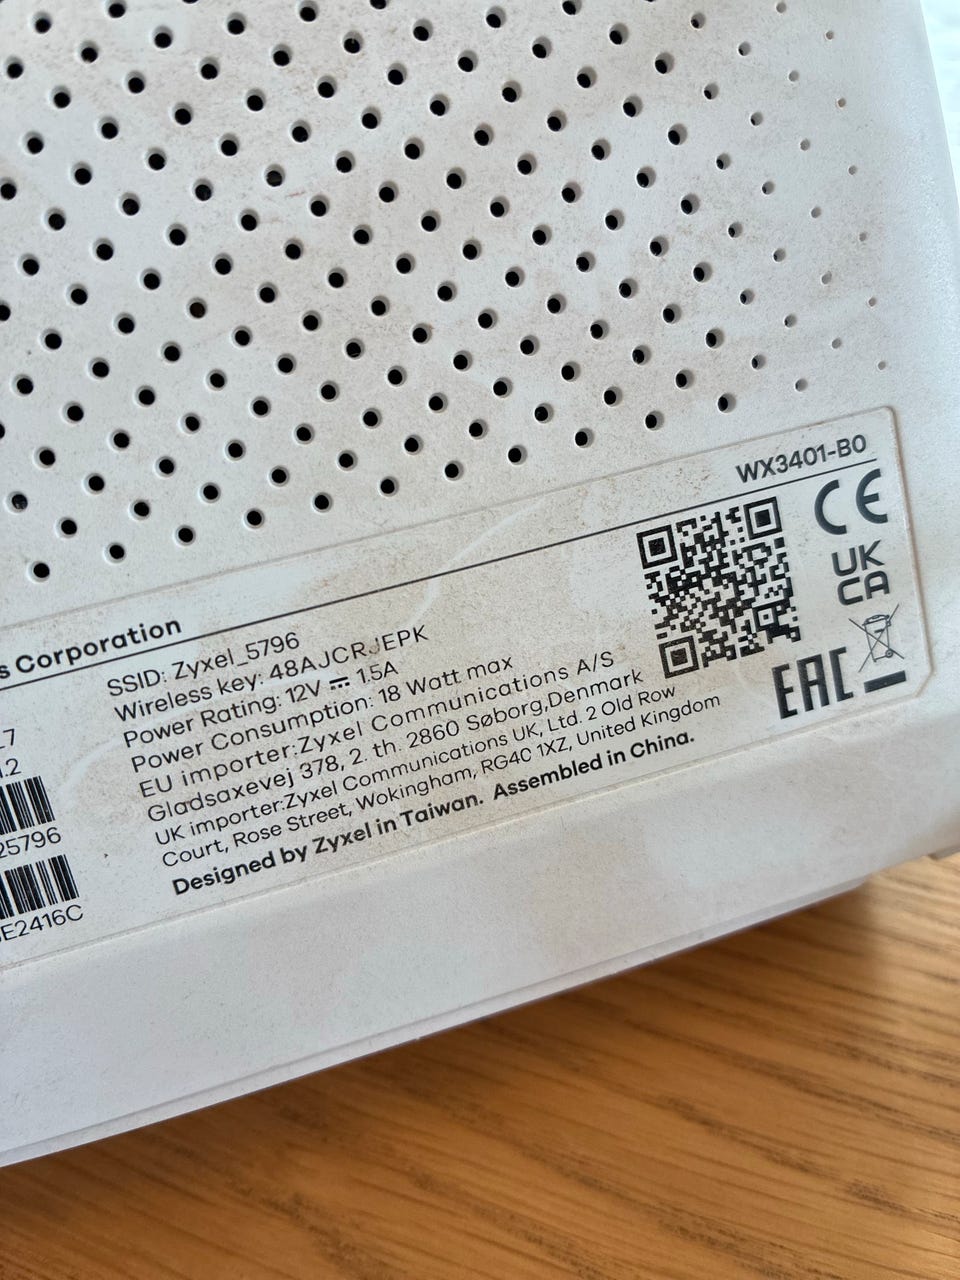 WX3401-B0
s Corporation
SSID: Zyxel_5796
Wireless key: 48AJCRJEPK
Power Rating: 12V ⎓ 1.5A
Power Consumption: 18 Watt max
EU importer:Zyxel Communications A/S
Gladsaxevej 378, 2. th. 2860 Søborg,Denmark
UK importer:Zyxel Communications UK, Ltd. 2 Old Row
Court, Rose Street, Wokingham, RG40 1XZ, United Kingdom
Designed by Zyxel in Taiwan. Assembled in China.
CE
UK
CA
EAC
.7
1.2
25796
E2416C